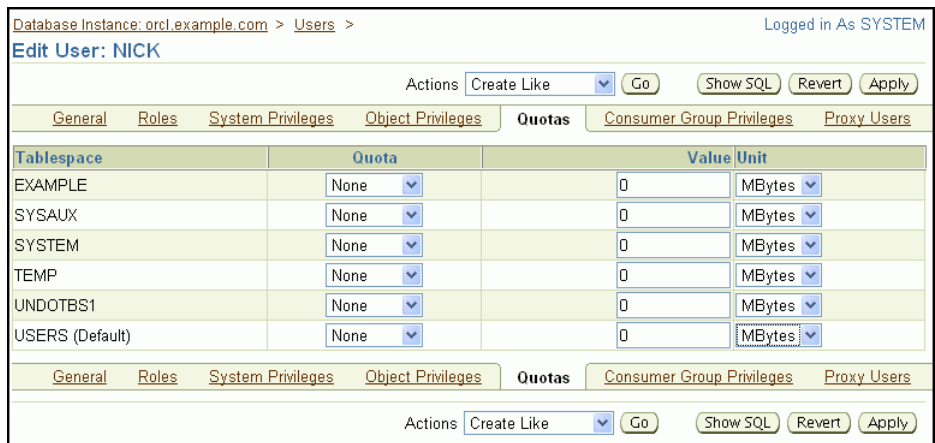 Database Instance: orcl.example.com > Users > Logged in As SYSTEM
Edit User: NICK
Actions Create Like Go Show SQL Revert Apply
General Roles System Privileges Object Privileges Quotas Consumer Group Privileges Proxy Users
Tablespace Quota Value Unit
EXAMPLE None 0 MBytes
SYSAUX None 0 MBytes
SYSTEM None 0 MBytes
TEMP None 0 MBytes
UNDOTBS1 None 0 MBytes
USERS (Default) None 0 MBytes
General Roles System Privileges Object Privileges Quotas Consumer Group Privileges Proxy Users
Actions Create Like Go Show SQL Revert Apply